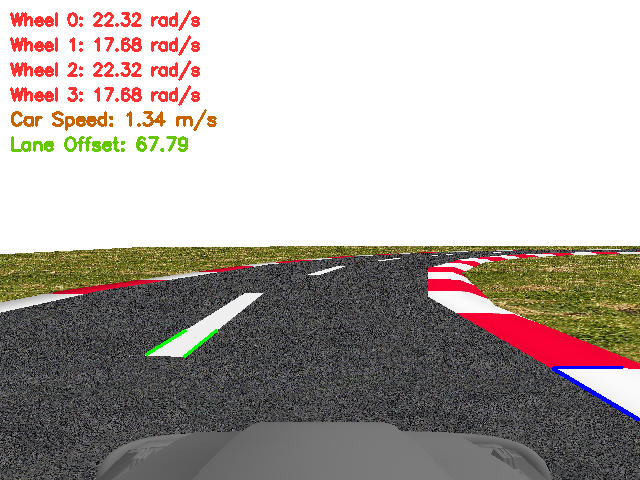 Wheel 0: 22.32 rad/s
Wheel 1: 17.68 rad/s
Wheel 2: 22.32 rad/s
Wheel 3: 17.68 rad/s
Car Speed: 1.34 m/s
Lane Offset: 67.79